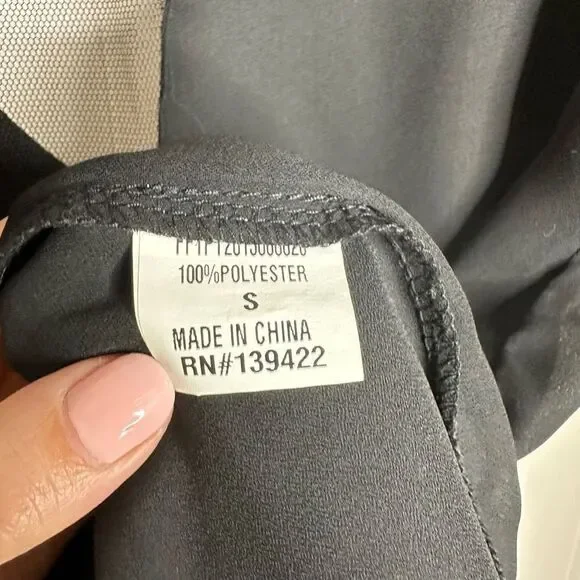 100%POLYESTER
S
MADE IN CHINA
RN#139422